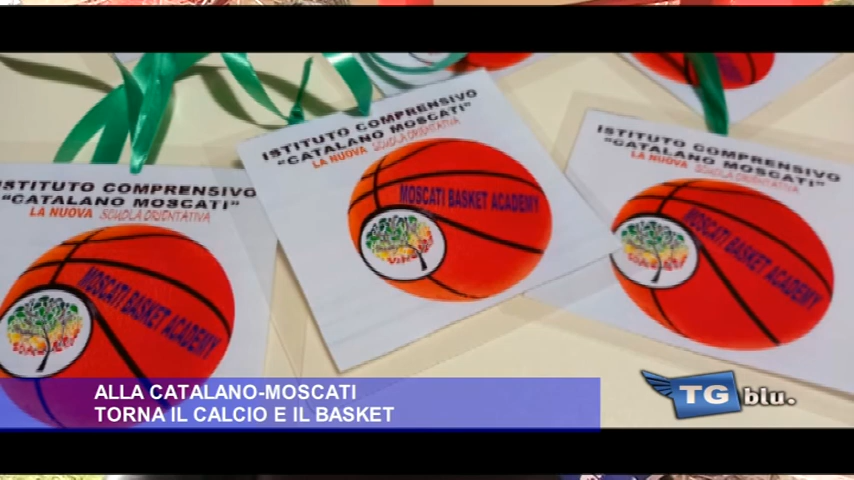 ISTITUTO COMPRENSIVO
"CATALANO MOSCATI"
LA NUOVA SCUOLA ORIENTATIVA
MOSCATI BASKET ACADEMY
ISTITUTO COMPRENSIVO
"CATALANO MOSCATI"
LA NUOVA SCUOLA ORIENTATIVA
MOSCATI BASKET ACADEMY
ISTITUTO COMPRENSIVO
"CATALANO MOSCATI"
LA NUOVA SCUOLA ORIENTATIVA
MOSCATI BASKET ACADEMY
ALLA CATALANO-MOSCATI
TORNA IL CALCIO E IL BASKET
TG blu.